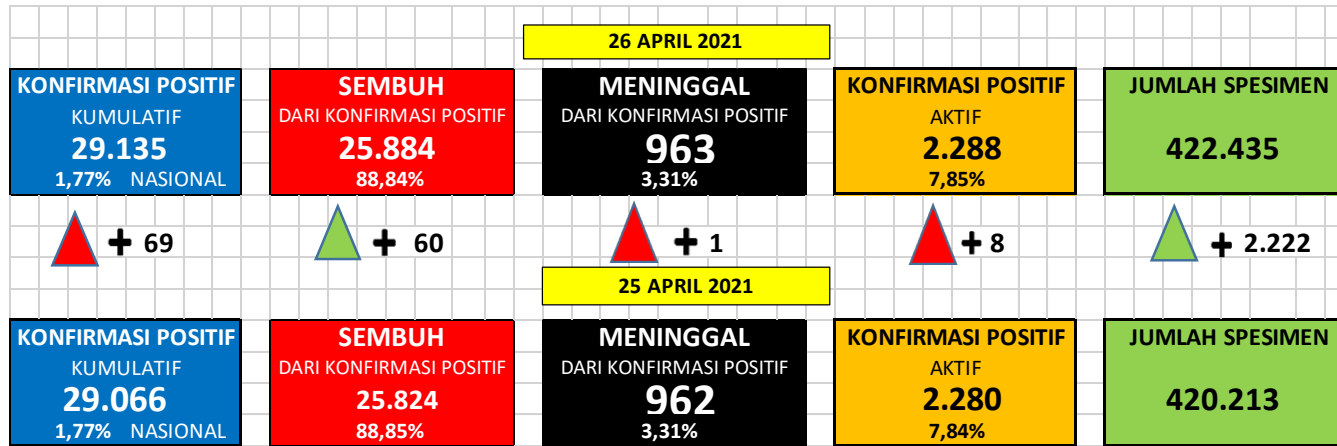 26 APRIL 2021
KONFIRMASI POSITIF
KUMULATIF
29.135
1,77% NASIONAL
SEMBUH
DARI KONFIRMASI POSITIF
25.884
88,84%
MENINGGAL
DARI KONFIRMASI POSITIF
963
3,31%
KONFIRMASI POSITIF
AKTIF
2.288
7,85%
JUMLAH SPESIMEN
422.435
+ 69
+ 60
+ 1
+ 8
+ 2.222
25 APRIL 2021
KONFIRMASI POSITIF
KUMULATIF
29.066
1,77% NASIONAL
SEMBUH
DARI KONFIRMASI POSITIF
25.824
88,85%
MENINGGAL
DARI KONFIRMASI POSITIF
962
3,31%
KONFIRMASI POSITIF
AKTIF
2.280
7,84%
JUMLAH SPESIMEN
420.213